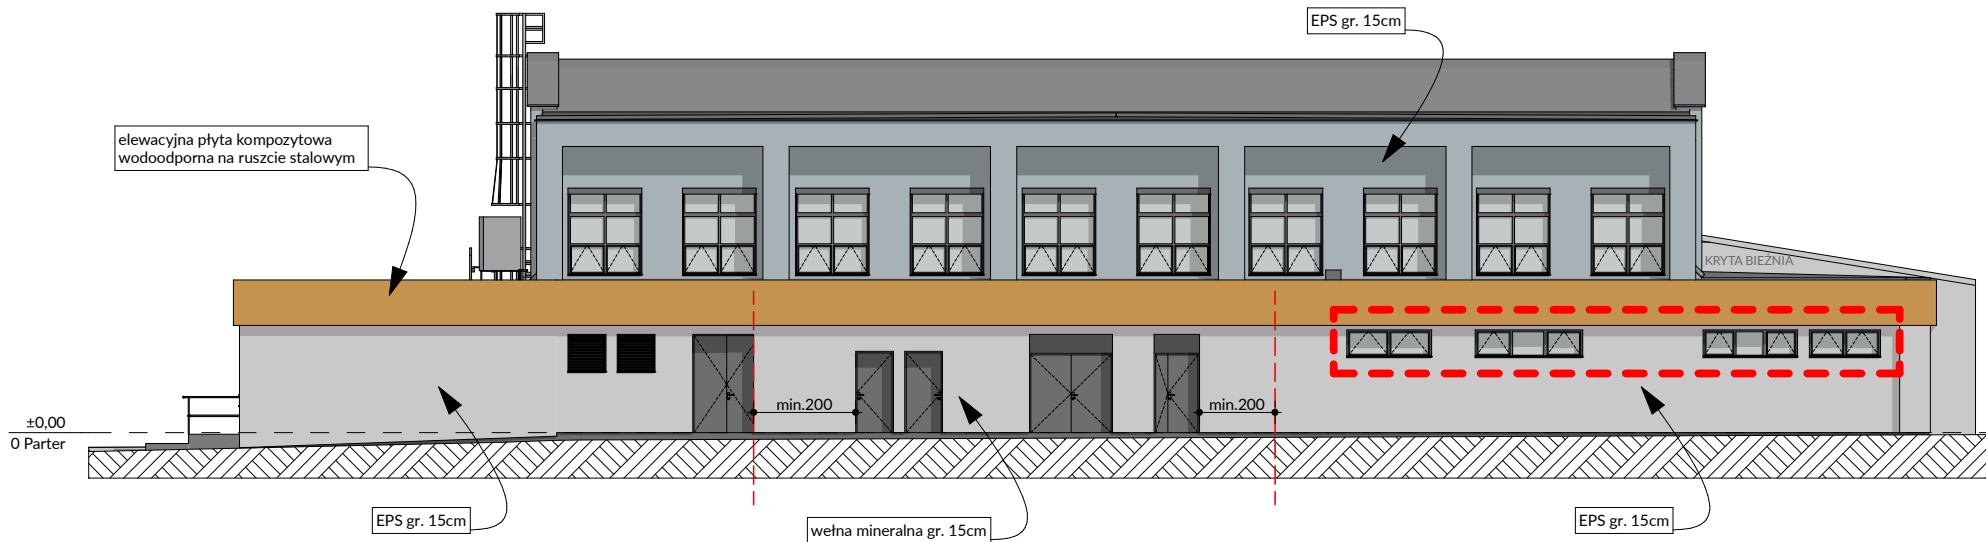 EPS gr. 15cm
elewacyjna płyta kompozytowa
wodoodporna na ruszcie stalowym
KRYTA BIEŻNIA
min.200
min.200
±0,00
0 Parter
EPS gr. 15cm
wełna mineralna gr. 15cm
EPS gr. 15cm